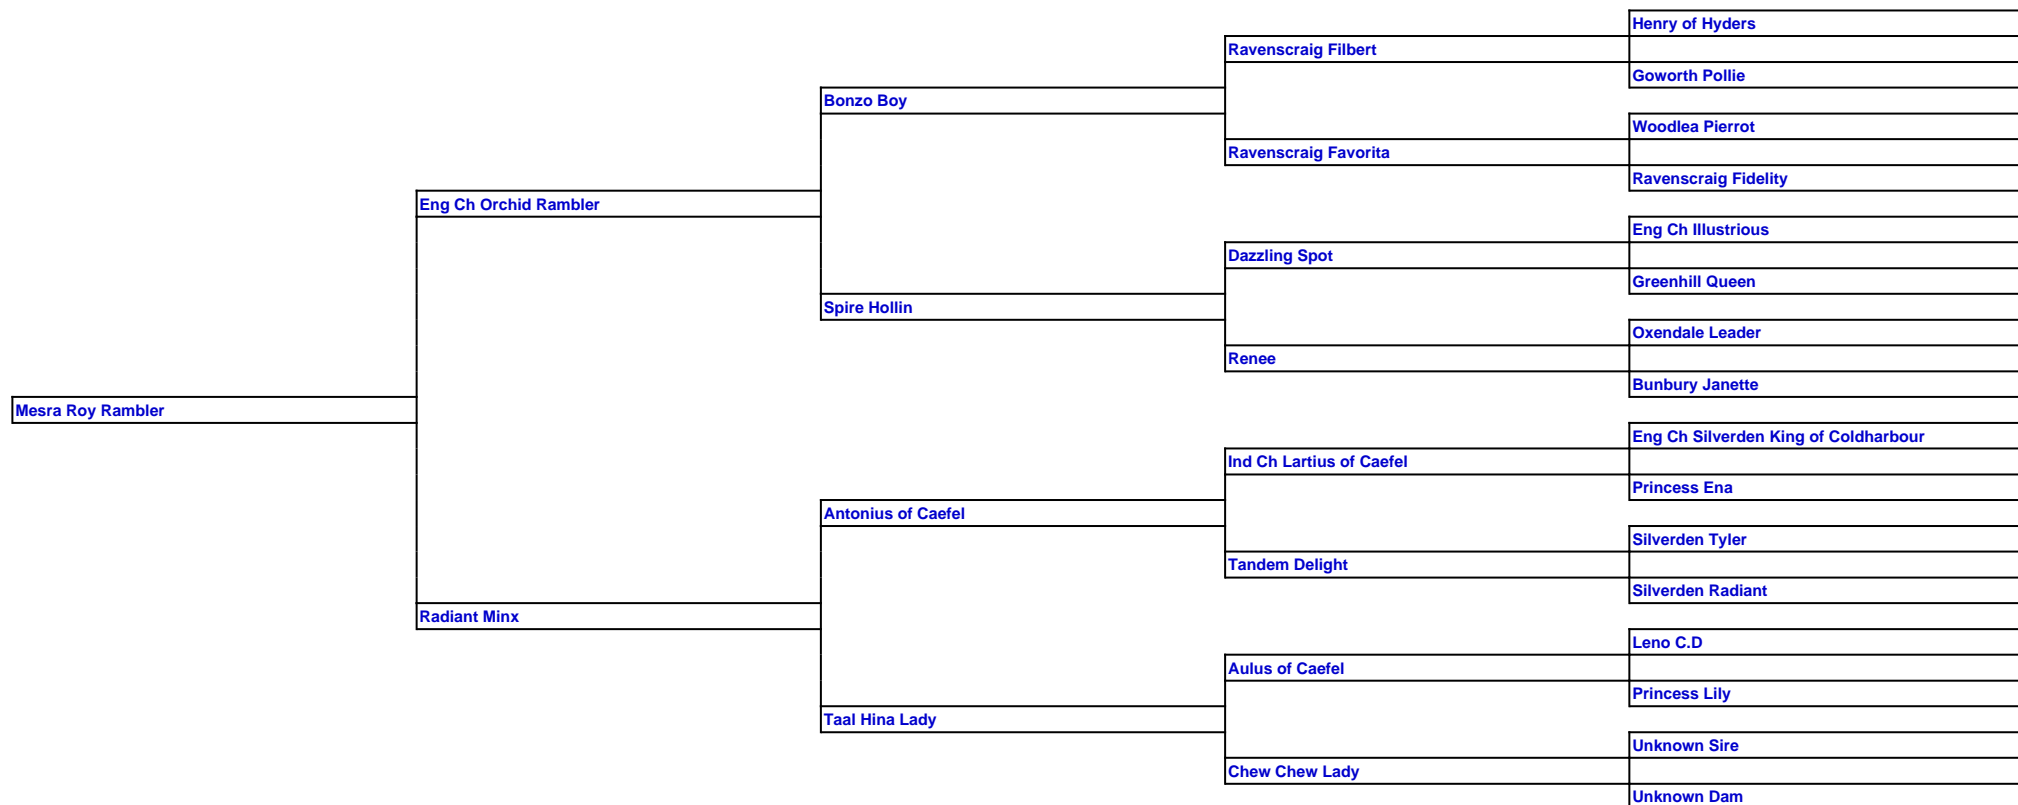 Henry of Hyders
Ravenscraig Filbert
Goworth Pollie
Bonzo Boy
Woodlea Pierrot
Ravenscraig Favorita
Ravenscraig Fidelity
Eng Ch Orchid Rambler
Eng Ch Illustrious
Dazzling Spot
Greenhill Queen
Spire Hollin
Oxendale Leader
Renee
Bunbury Janette
Mesra Roy Rambler
Eng Ch Silverden King of Coldharbour
Ind Ch Lartius of Caefel
Princess Ena
Antonius of Caefel
Silverden Tyler
Tandem Delight
Silverden Radiant
Radiant Minx
Leno C.D
Aulus of Caefel
Princess Lily
Taal Hina Lady
Unknown Sire
Chew Chew Lady
Unknown Dam